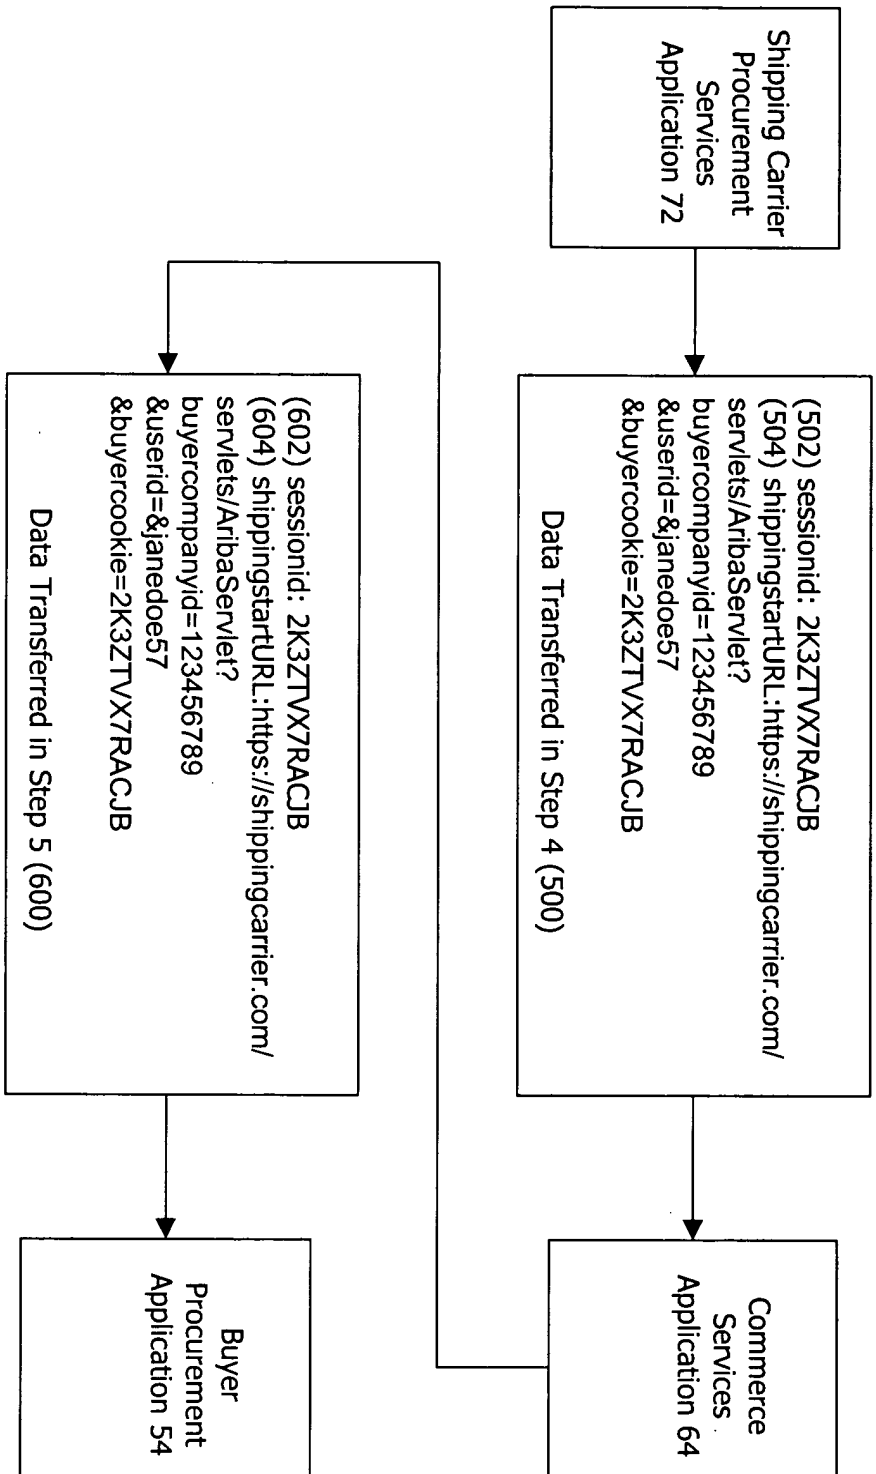 Shipping Carrier
Procurement
Services
Application 72
(502) sessionid: 2K3ZTVX7RACJB
(504) shippingstartURL:https://shippingcarrier.com/
servlets/AribaServlet?
buyercompanyid=123456789
&userid=&janedoe57
&buyercookie=2K3ZTVX7RACJB
Data Transferred in Step 4 (500)
Commerce
Services
Application 64
(602) sessionid: 2K3ZTVX7RACJB
(604) shippingstartURL:https://shippingcarrier.com/
servlets/AribaServlet?
buyercompanyid=123456789
&userid=&janedoe57
&buyercookie=2K3ZTVX7RACJB
Data Transferred in Step 5 (600)
Buyer
Procurement
Application 54